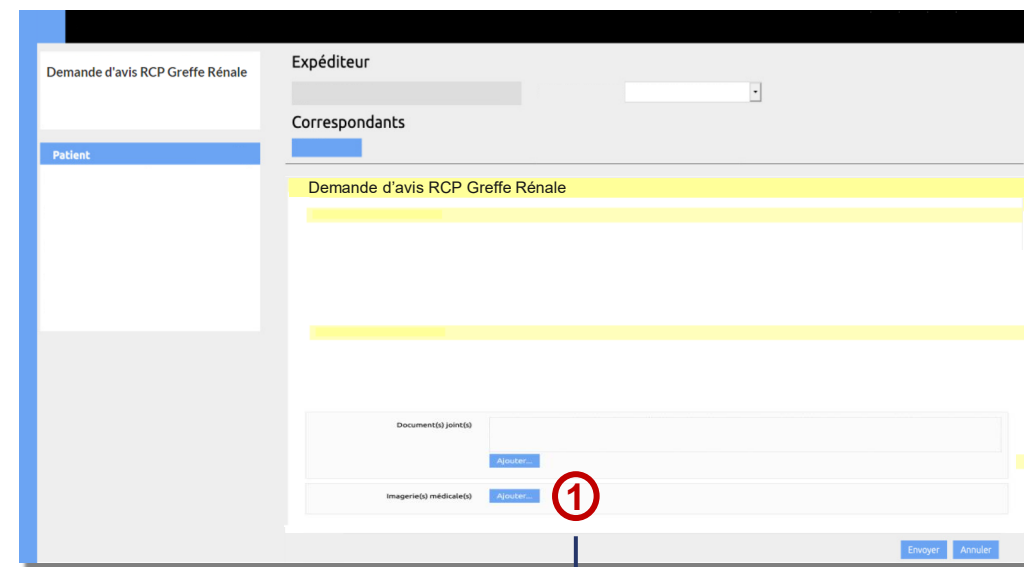 Demande d'avis RCP Greffe Rénale
Patient
Expéditeur
Correspondants
Demande d'avis RCP Greffe Rénale
Document(s) joint(s)
Ajouter...
Imagerie(s) médicale(s)
Ajouter...
1
Envoyer
Annuler